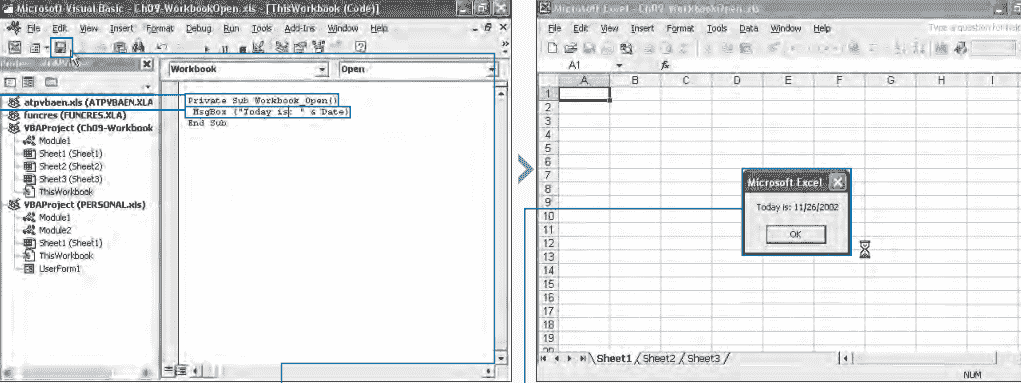 Microsoft Visual Basic - Ch09-WorkbookOpen.xls - [ThisWorkbook (Code)]
File Edit View Insert Format Debug Run Tools Add-Ins Window Help
Workbook Open
atpvbaen.xls (ATPVBAEN.XLA
funcres (FUNCRES.XLA)
VBAProject (Ch09-Workbook
Module1
Sheet1 (Sheet1)
Sheet2 (Sheet2)
Sheet3 (Sheet3)
ThisWorkbook
VBAProject (PERSONAL.xls)
Module1
Module2
Sheet1 (Sheet1)
ThisWorkbook
UserForm1
Private Sub Workbook_Open()
MsgBox ("Today is: " & Date)
End Sub
Microsoft Excel - Ch09-WorkbookOpen.xls
File Edit View Insert Format Tools Data Window Help
Type a question for help
A1 fx
A B C D E F G H I
1
2
3
4
5
6
7
8
9
10
11
12
13
14
15
16
17
18
19
20
Microsoft Excel
Today is: 11/26/2002
OK
Sheet1 Sheet2 Sheet3
NUM